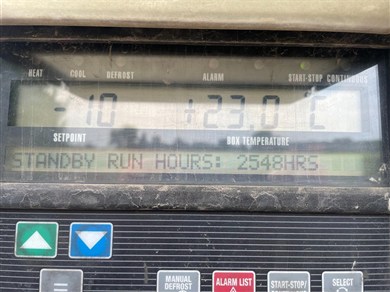 HEAT COOL DEFROST ALARM START-STOP CONTINUOUS
-10 +23.0 °C
SETPOINT BOX TEMPERATURE
STANDBY RUN HOURS: 2548HRS
MANUAL DEFROST
ALARM LIST
START-STOP/
SELECT